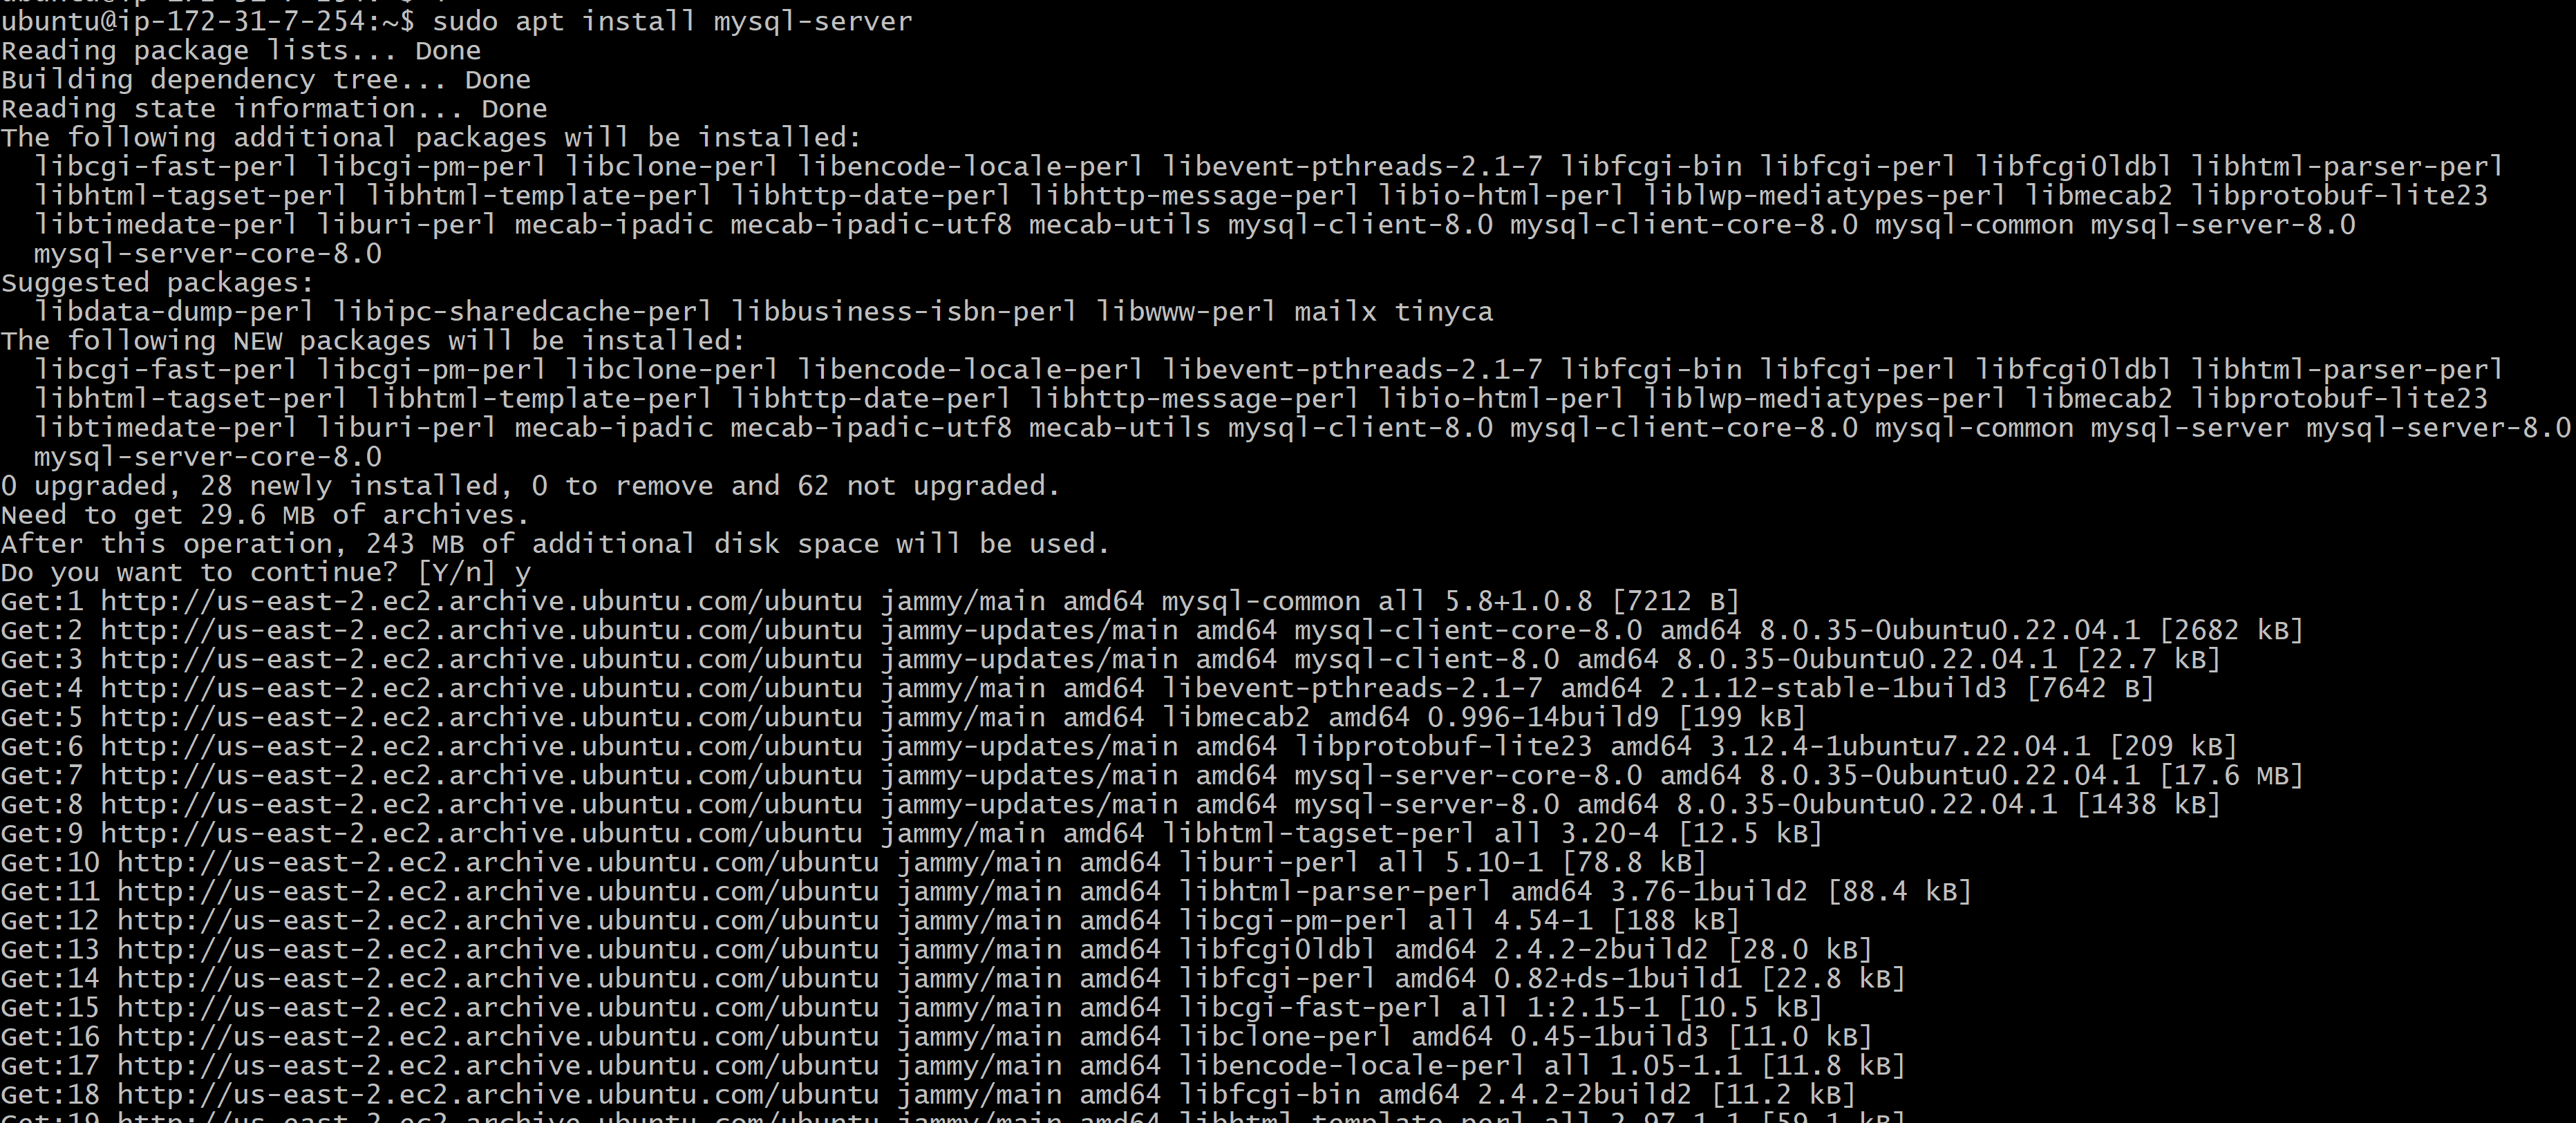 ubuntu@ip-172-31-7-254:~$ sudo apt install mysql-server
Reading package lists... Done
Building dependency tree... Done
Reading state information... Done
The following additional packages will be installed:
  libcgi-fast-perl libcgi-pm-perl libclone-perl libencode-locale-perl libevent-pthreads-2.1-7 libfcgi-bin libfcgi-perl libfcgi0ldbl libhtml-parser-perl
  libhtml-tagset-perl libhtml-template-perl libhttp-date-perl libhttp-message-perl libio-html-perl liblwp-mediatypes-perl libmecab2 libprotobuf-lite23
  libtimedate-perl liburi-perl mecab-ipadic mecab-ipadic-utf8 mecab-utils mysql-client-8.0 mysql-client-core-8.0 mysql-common mysql-server-8.0
  mysql-server-core-8.0
Suggested packages:
  libdata-dump-perl libipc-sharedcache-perl libbusiness-isbn-perl libwww-perl mailx tinyca
The following NEW packages will be installed:
  libcgi-fast-perl libcgi-pm-perl libclone-perl libencode-locale-perl libevent-pthreads-2.1-7 libfcgi-bin libfcgi-perl libfcgi0ldbl libhtml-parser-perl
  libhtml-tagset-perl libhtml-template-perl libhttp-date-perl libhttp-message-perl libio-html-perl liblwp-mediatypes-perl libmecab2 libprotobuf-lite23
  libtimedate-perl liburi-perl mecab-ipadic mecab-ipadic-utf8 mecab-utils mysql-client-8.0 mysql-client-core-8.0 mysql-common mysql-server mysql-server-8.0
  mysql-server-core-8.0
0 upgraded, 28 newly installed, 0 to remove and 62 not upgraded.
Need to get 29.6 MB of archives.
After this operation, 243 MB of additional disk space will be used.
Do you want to continue? [Y/n] y
Get:1 http://us-east-2.ec2.archive.ubuntu.com/ubuntu jammy/main amd64 mysql-common all 5.8+1.0.8 [7212 B]
Get:2 http://us-east-2.ec2.archive.ubuntu.com/ubuntu jammy-updates/main amd64 mysql-client-core-8.0 amd64 8.0.35-0ubuntu0.22.04.1 [2682 kB]
Get:3 http://us-east-2.ec2.archive.ubuntu.com/ubuntu jammy-updates/main amd64 mysql-client-8.0 amd64 8.0.35-0ubuntu0.22.04.1 [22.7 kB]
Get:4 http://us-east-2.ec2.archive.ubuntu.com/ubuntu jammy/main amd64 libevent-pthreads-2.1-7 amd64 2.1.12-stable-1build3 [7642 B]
Get:5 http://us-east-2.ec2.archive.ubuntu.com/ubuntu jammy/main amd64 libmecab2 amd64 0.996-14build9 [199 kB]
Get:6 http://us-east-2.ec2.archive.ubuntu.com/ubuntu jammy-updates/main amd64 libprotobuf-lite23 amd64 3.12.4-1ubuntu7.22.04.1 [209 kB]
Get:7 http://us-east-2.ec2.archive.ubuntu.com/ubuntu jammy-updates/main amd64 mysql-server-core-8.0 amd64 8.0.35-0ubuntu0.22.04.1 [17.6 MB]
Get:8 http://us-east-2.ec2.archive.ubuntu.com/ubuntu jammy-updates/main amd64 mysql-server-8.0 amd64 8.0.35-0ubuntu0.22.04.1 [1438 kB]
Get:9 http://us-east-2.ec2.archive.ubuntu.com/ubuntu jammy/main amd64 libhtml-tagset-perl all 3.20-4 [12.5 kB]
Get:10 http://us-east-2.ec2.archive.ubuntu.com/ubuntu jammy/main amd64 liburi-perl all 5.10-1 [78.8 kB]
Get:11 http://us-east-2.ec2.archive.ubuntu.com/ubuntu jammy/main amd64 libhtml-parser-perl amd64 3.76-1build2 [88.4 kB]
Get:12 http://us-east-2.ec2.archive.ubuntu.com/ubuntu jammy/main amd64 libcgi-pm-perl all 4.54-1 [188 kB]
Get:13 http://us-east-2.ec2.archive.ubuntu.com/ubuntu jammy/main amd64 libfcgi0ldbl amd64 2.4.2-2build2 [28.0 kB]
Get:14 http://us-east-2.ec2.archive.ubuntu.com/ubuntu jammy/main amd64 libfcgi-perl amd64 0.82+ds-1build1 [22.8 kB]
Get:15 http://us-east-2.ec2.archive.ubuntu.com/ubuntu jammy/main amd64 libcgi-fast-perl all 1:2.15-1 [10.5 kB]
Get:16 http://us-east-2.ec2.archive.ubuntu.com/ubuntu jammy/main amd64 libclone-perl amd64 0.45-1build3 [11.0 kB]
Get:17 http://us-east-2.ec2.archive.ubuntu.com/ubuntu jammy/main amd64 libencode-locale-perl all 1.05-1.1 [11.8 kB]
Get:18 http://us-east-2.ec2.archive.ubuntu.com/ubuntu jammy/main amd64 libfcgi-bin amd64 2.4.2-2build2 [11.2 kB]
Get:19 http://us-east-2.ec2.archive.ubuntu.com/ubuntu jammy/main amd64 libhtml-template-perl all 2.97-1.1 [59.1 kB]